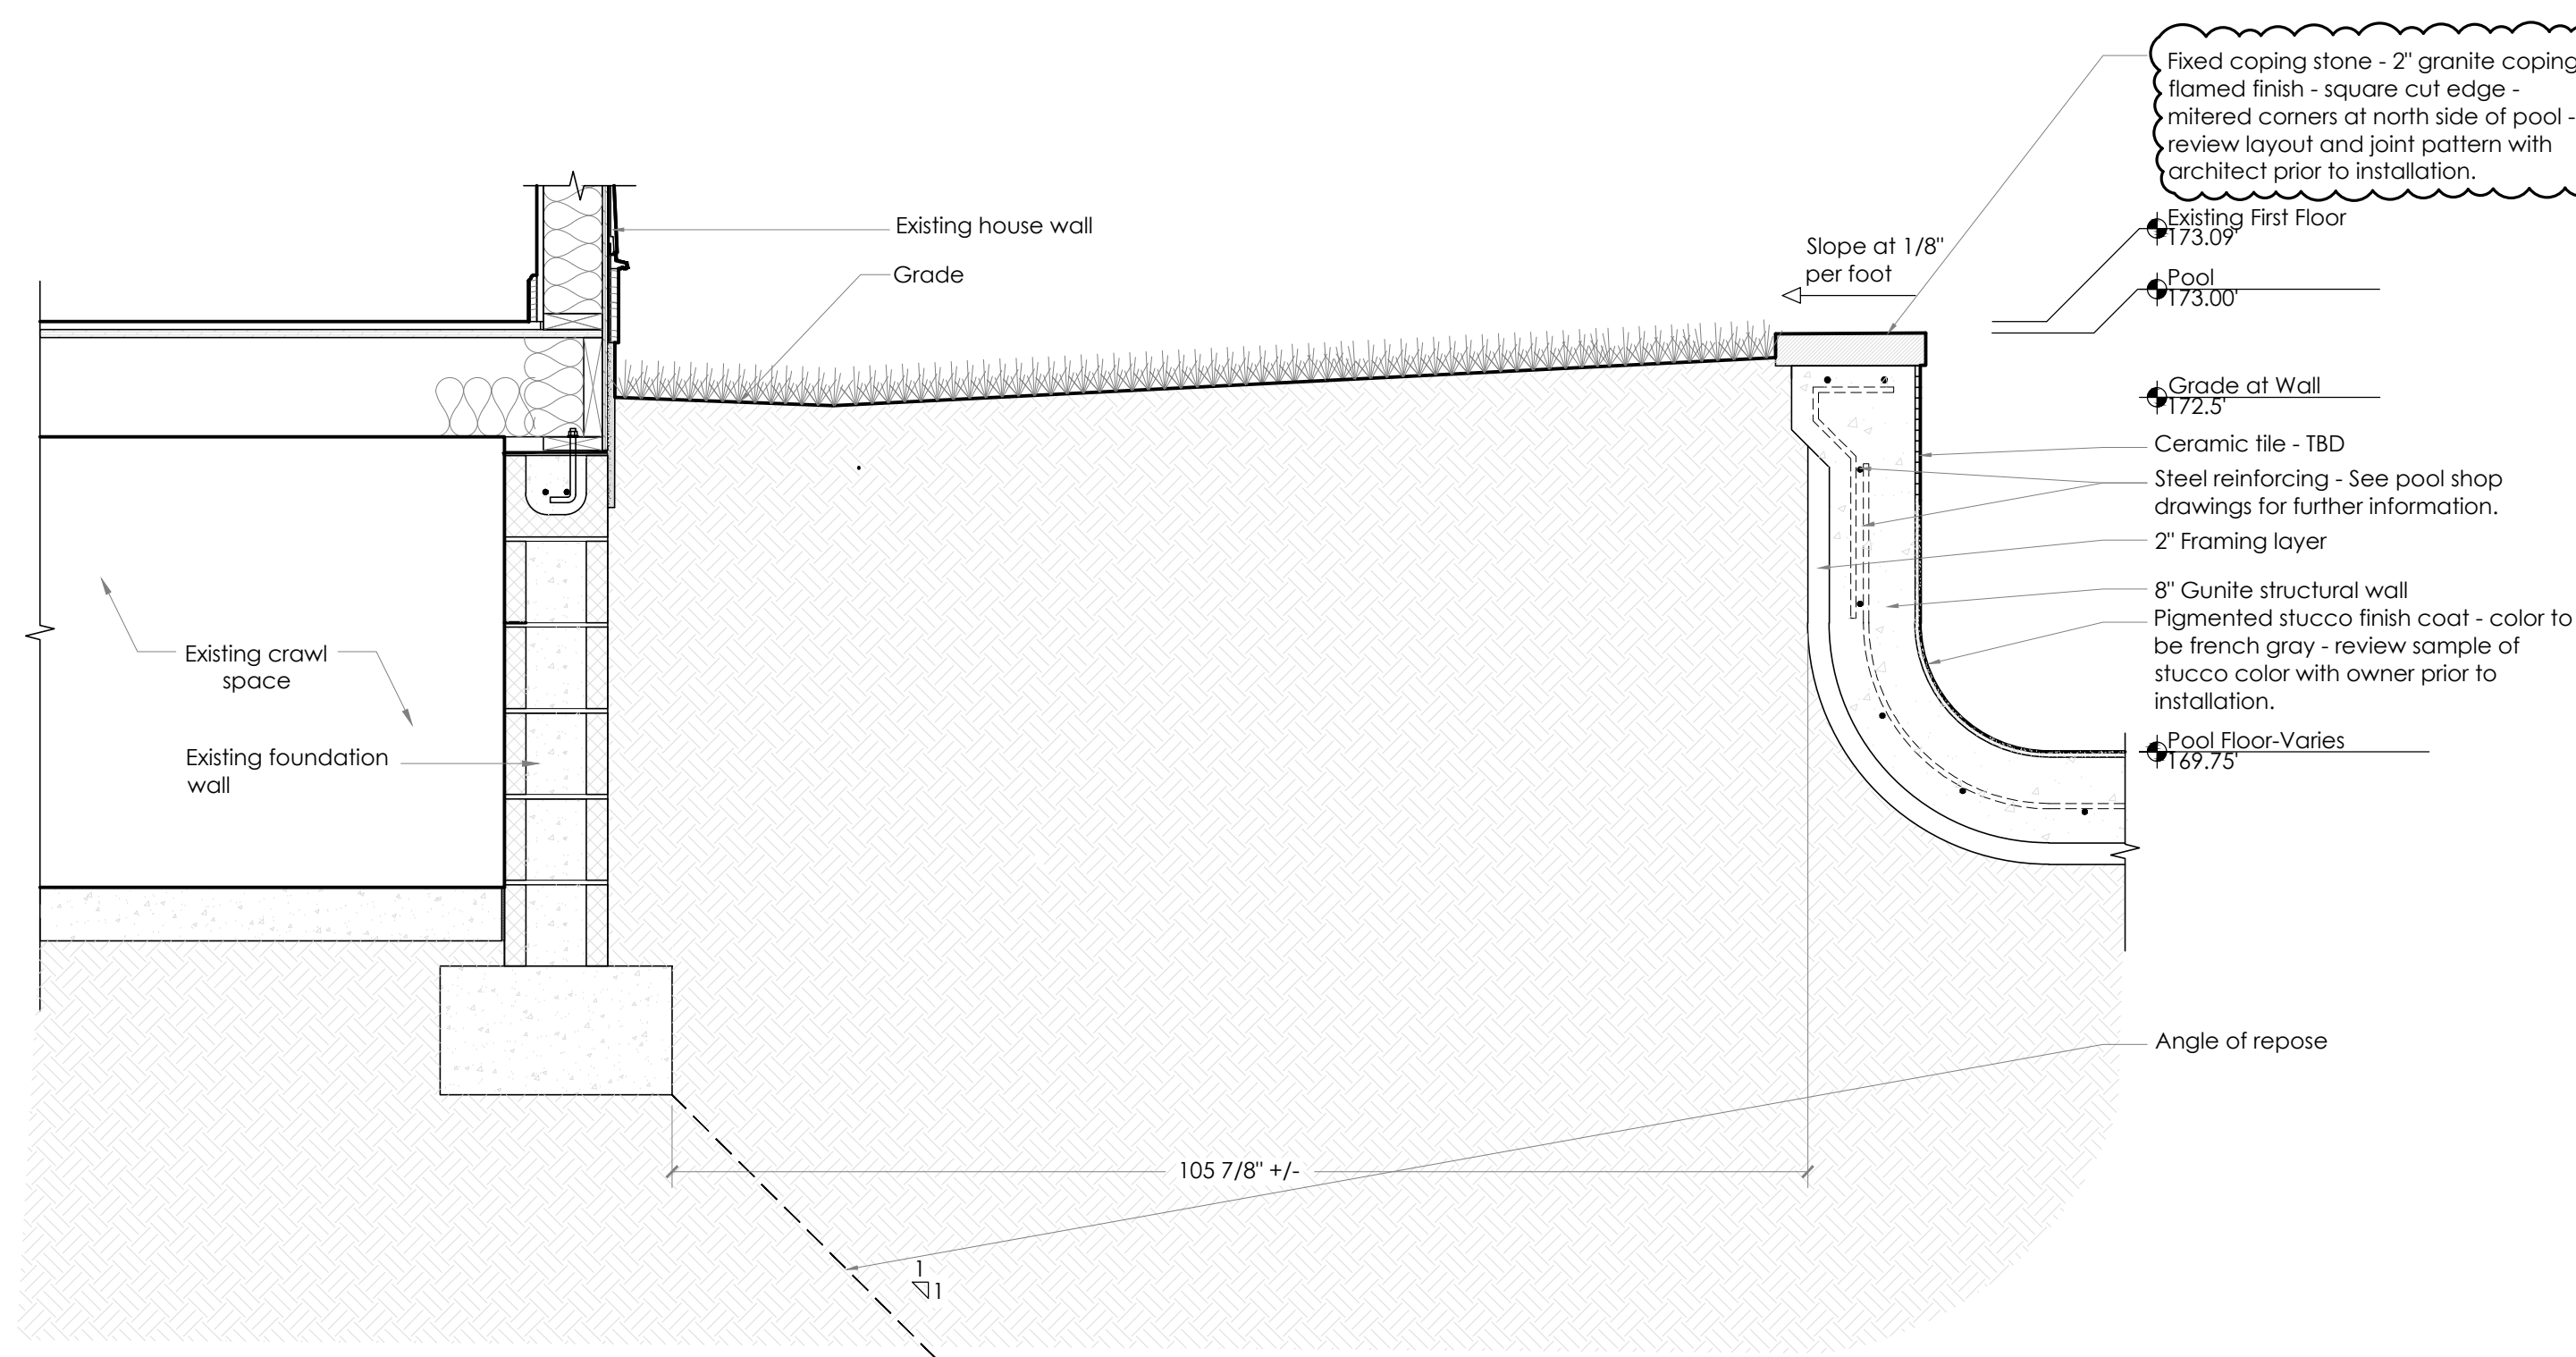 Fixed coping stone - 2" granite coping
flamed finish - square cut edge -
mitered corners at north side of pool -
review layout and joint pattern with
architect prior to installation.
Existing First Floor
173.09'
Pool
173.00'
Slope at 1/8"
per foot
Existing house wall
Grade
Grade at Wall
172.5'
Ceramic tile - TBD
Steel reinforcing - See pool shop
drawings for further information.
2" Framing layer
8" Gunite structural wall
Pigmented stucco finish coat - color to
be french gray - review sample of
stucco color with owner prior to
installation.
Pool Floor-Varies
169.75'
Existing crawl
space
Existing foundation
wall
Angle of repose
105 7/8" +/-
1
1